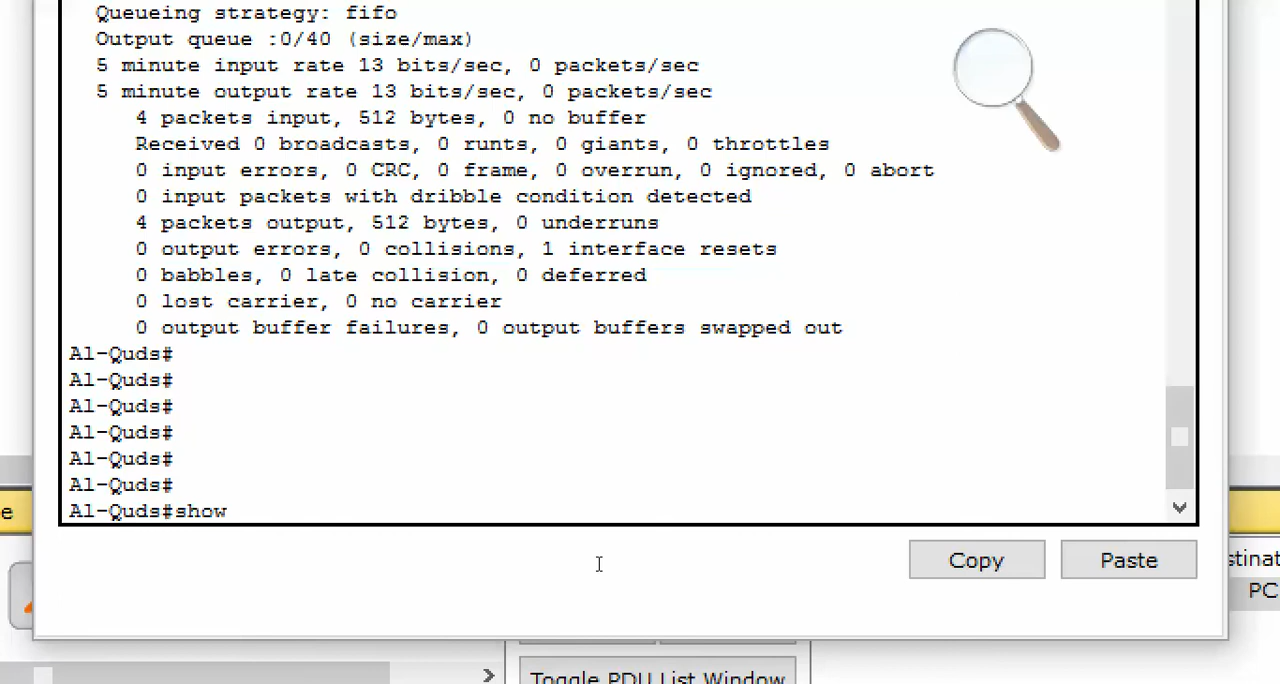 Queueing strategy: fifo
Output queue :0/40 (size/max)
5 minute input rate 13 bits/sec, 0 packets/sec
5 minute output rate 13 bits/sec, 0 packets/sec
4 packets input, 512 bytes, 0 no buffer
Received 0 broadcasts, 0 runts, 0 giants, 0 throttles
0 input errors, 0 CRC, 0 frame, 0 overrun, 0 ignored, 0 abort
0 input packets with dribble condition detected
4 packets output, 512 bytes, 0 underruns
0 output errors, 0 collisions, 1 interface resets
0 babbles, 0 late collision, 0 deferred
0 lost carrier, 0 no carrier
0 output buffer failures, 0 output buffers swapped out
Al-Quds#
Al-Quds#
Al-Quds#
Al-Quds#
Al-Quds#
Al-Quds#
Al-Quds#show
e
Copy
Paste
stinat
PC
Toggle PDU List Window